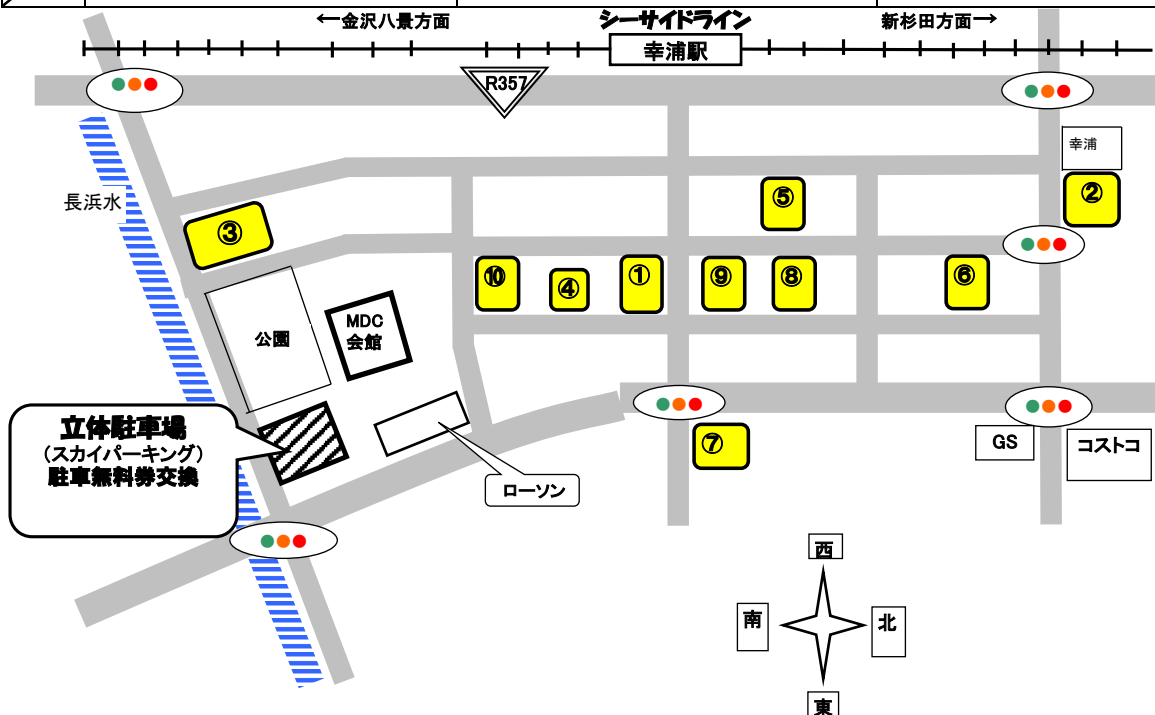 ←金沢八景方面
シーサイドライン
新杉田方面→
幸浦駅
R357
幸浦
長浜水
②
⑤
③
⑩
④
①
⑨
⑧
⑥
公園
MDC
会館
立体駐車場
(スカイパーキング)
駐車無料券交換
⑦
GS
コストコ
ローソン
西
南
北
東